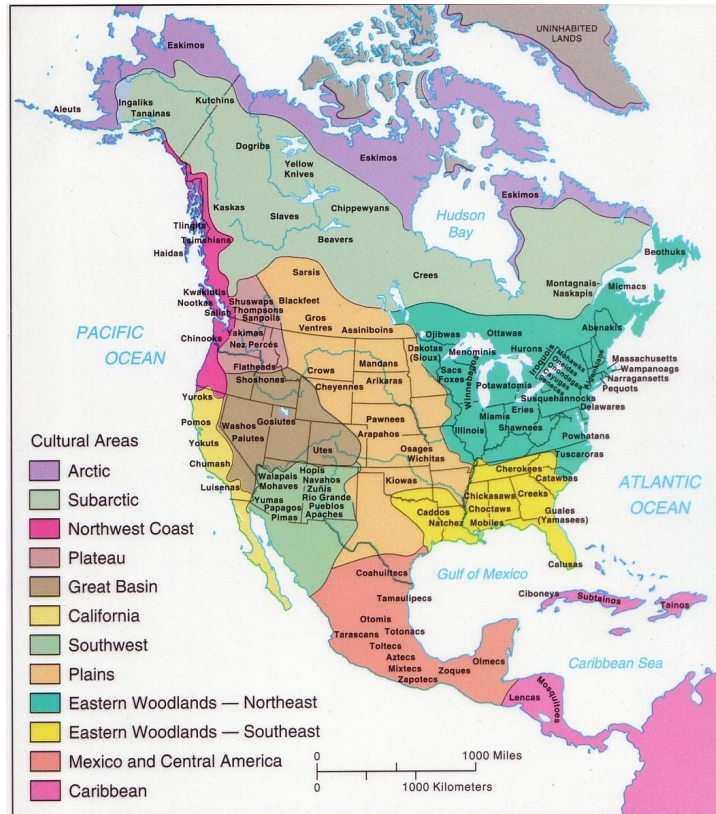 UNINHABITED
LANDS
Eskimos
Aleuts
Ingaliks
Tanainas
Kutchins
Dogribs
Yellow
Knives
Eskimos
Eskimos
Kaskas
Slaves
Chippewyans
Hudson
Bay
Tlingits
Tsimshians
Haidas
Beavers
Beothuks
Sarsis
Crees
Montagnais-
Naskapis
Micmacs
Kwakiutls
Nootkas
Salish
Shuswaps
Thompsons
Sanpoils
Blackfeet
Gros
Ventres
Assiniboins
Ojibwas
Ottawas
Abenakis
PACIFIC
OCEAN
Chinooks
Yakimas
Nez Percés
Flatheads
Shoshones
Crows
Cheyennes
Mandans
Arikaras
Dakotas
(Sioux)
Menominis
Hurons
Iroquois
Mohawks
Oneidas
Onondagas
Cayugas
Senecas
Massachusetts
Wampanoags
Narragansetts
Pequots
Sacs
Foxes
Winnebagos
Potawatomis
Susquehannocks
Delawares
Yuroks
Pomos
Yokuts
Chumash
Luisenas
Washos
Paiutes
Gosiutes
Utes
Pawnees
Arapahos
Osages
Wichitas
Illinois
Miamis
Eries
Shawnees
Powhatans
Tuscaroras
Walapais
Mohaves
Yumas
Papagos
Pimas
Hopis
Navahos
Zuñis
Rio Grande
Pueblos
Apaches
Kiowas
Cherokees
Catawbas
Chickasaws
Creeks
Choctaws
Caddos
Natchez
Mobiles
Guales
(Yamasees)
Calusas
ATLANTIC
OCEAN
Coahuiltecs
Gulf of Mexico
Tamaulipecs
Ciboneys
Subtainos
Tainos
Otomis
Tarascans
Totonacs
Toltecs
Aztecs
Mixtecs
Zapotecs
Zoques
Olmecs
Caribbean Sea
Lencas
Mosquitoes
Cultural Areas
Arctic
Subarctic
Northwest Coast
Plateau
Great Basin
California
Southwest
Plains
Eastern Woodlands — Northeast
Eastern Woodlands — Southeast
Mexico and Central America
Caribbean
0
1000 Miles
0
1000 Kilometers